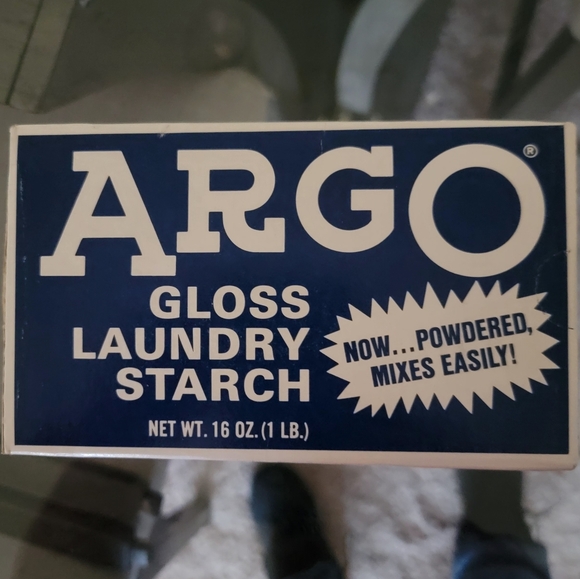 ARGO®
GLOSS
LAUNDRY
STARCH
NET WT. 16 OZ. (1 LB.)
NOW...POWDERED,
MIXES EASILY!